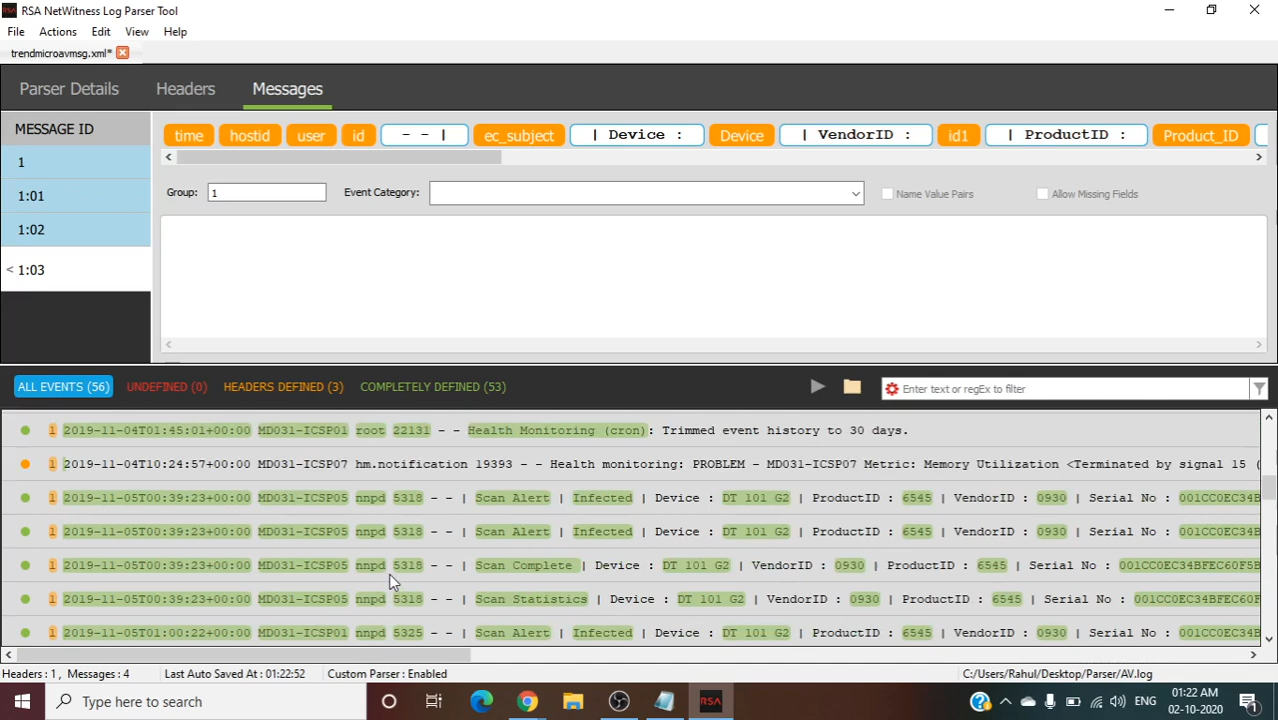 RSA NetWitness Log Parser Tool
File Actions Edit View Help
trendmicroavmsg.xml*
Parser Details Headers Messages
MESSAGE ID
time hostid user id - - | ec_subject | Device : Device | VendorID : id1 | ProductID : Product_ID
1
Group: 1 Event Category: Name Value Pairs Allow Missing Fields
1:01
1:02
< 1:03
ALL EVENTS (56) UNDEFINED (0) HEADERS DEFINED (3) COMPLETELY DEFINED (53) Enter text or regEx to filter
1 2019-11-04T01:45:01+00:00 MD031-ICSP01 root 22131 - - Health Monitoring (cron): Trimmed event history to 30 days.
1 2019-11-04T10:24:57+00:00 MD031-ICSP07 hm.notification 19393 - - Health monitoring: PROBLEM - MD031-ICSP07 Metric: Memory Utilization <Terminated by signal 15 (
1 2019-11-05T00:39:23+00:00 MD031-ICSP05 nnpd 5318 - - | Scan Alert | Infected | Device : DT 101 G2 | ProductID : 6545 | VendorID : 0930 | Serial No : 001CC0EC34B
1 2019-11-05T00:39:23+00:00 MD031-ICSP05 nnpd 5318 - - | Scan Alert | Infected | Device : DT 101 G2 | ProductID : 6545 | VendorID : 0930 | Serial No : 001CC0EC34B
1 2019-11-05T00:39:23+00:00 MD031-ICSP05 nnpd 5318 - - | Scan Complete | Device : DT 101 G2 | VendorID : 0930 | ProductID : 6545 | Serial No : 001CC0EC34BFEC60F5B
1 2019-11-05T00:39:23+00:00 MD031-ICSP05 nnpd 5318 - - | Scan Statistics | Device : DT 101 G2 | VendorID : 0930 | ProductID : 6545 | Serial No : 001CC0EC34BFEC60F
1 2019-11-05T01:00:22+00:00 MD031-ICSP01 nnpd 5325 - - | Scan Alert | Infected | Device : DT 101 G2 | ProductID : 6545 | VendorID : 0930 | Serial No : 001CC0EC34B
Headers : 1 , Messages : 4 Last Auto Saved At : 01:22:52 Custom Parser : Enabled C:/Users/Rahul/Desktop/Parser/AV.log
Type here to search RSA ENG 01:22 AM
02-10-2020 1